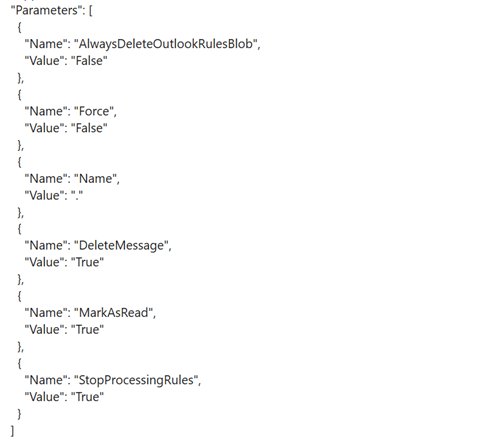 "Parameters": [
{
"Name": "AlwaysDeleteOutlookRulesBlob",
"Value": "False"
},
{
"Name": "Force",
"Value": "False"
},
{
"Name": "Name",
"Value": "."
},
{
"Name": "DeleteMessage",
"Value": "True"
},
{
"Name": "MarkAsRead",
"Value": "True"
},
{
"Name": "StopProcessingRules",
"Value": "True"
}
]